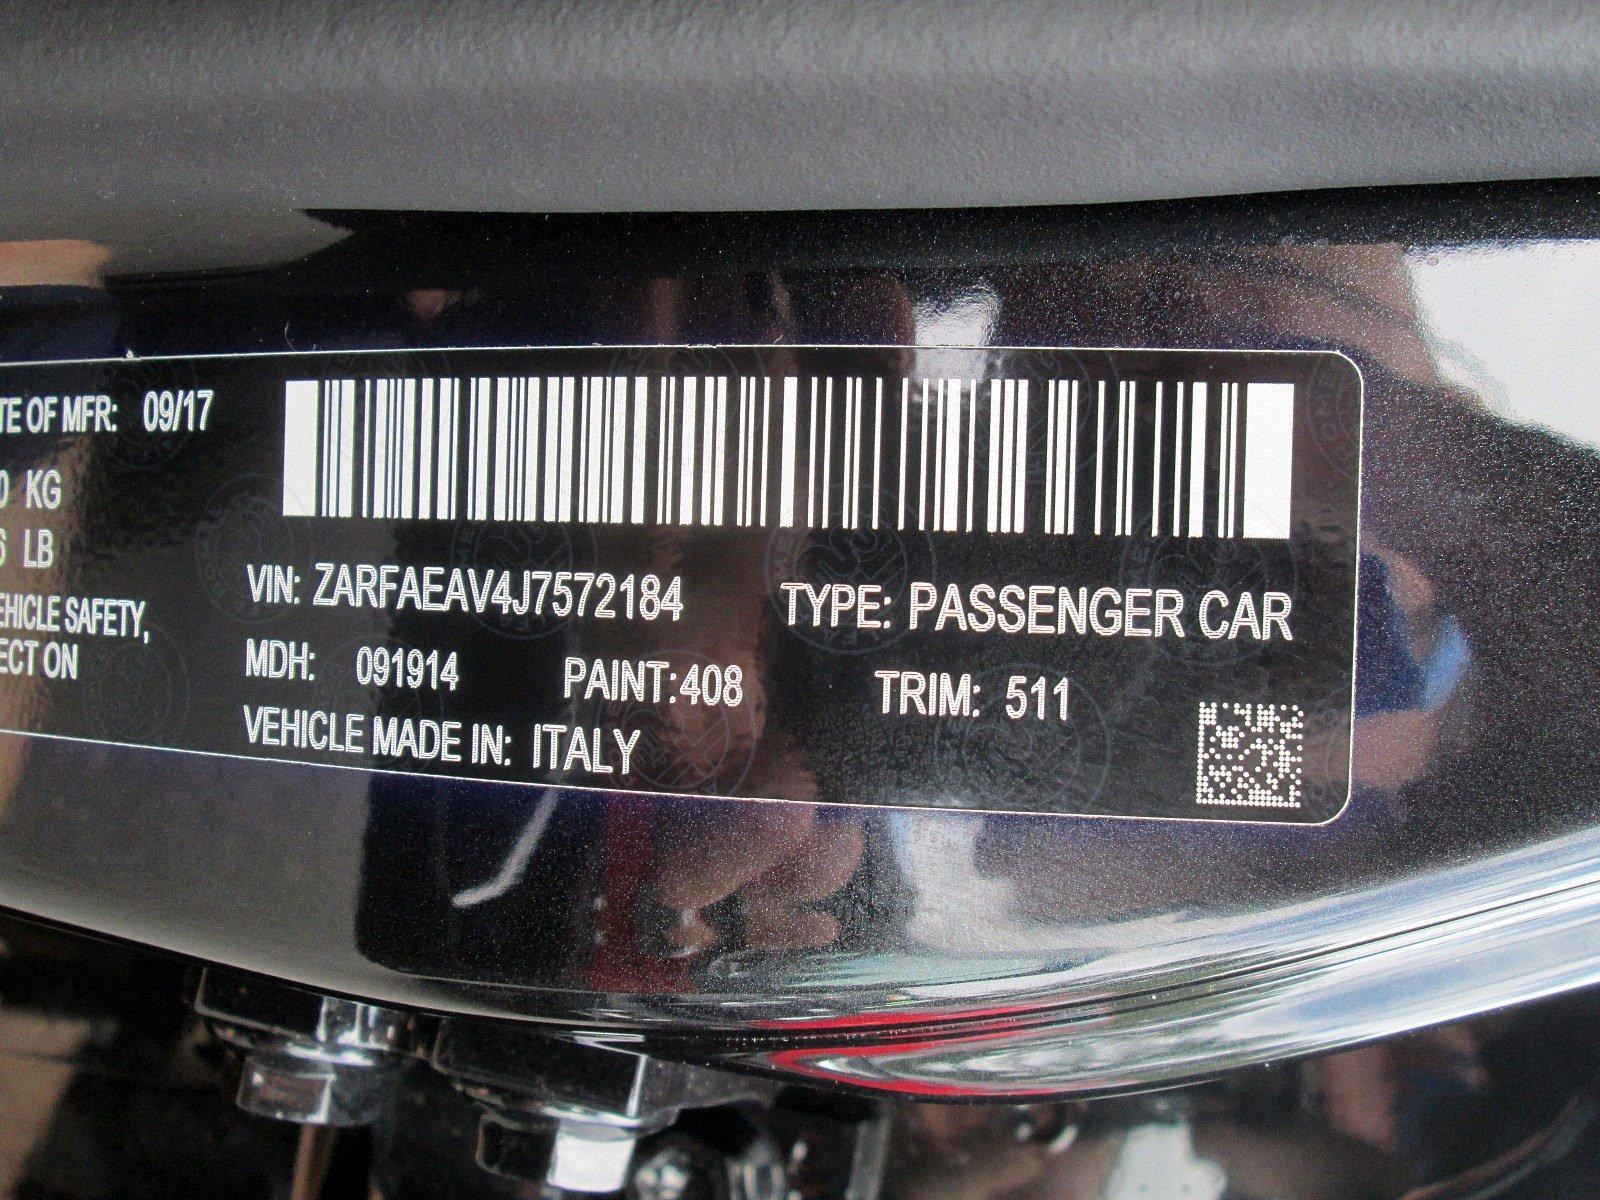 TE OF MFR: 09/17
0 KG
6 LB
EHICLE SAFETY,
ECT ON
VIN: ZARFAEAV4J7572184 TYPE: PASSENGER CAR
MDH: 091914 PAINT:408 TRIM: 511
VEHICLE MADE IN: ITALY